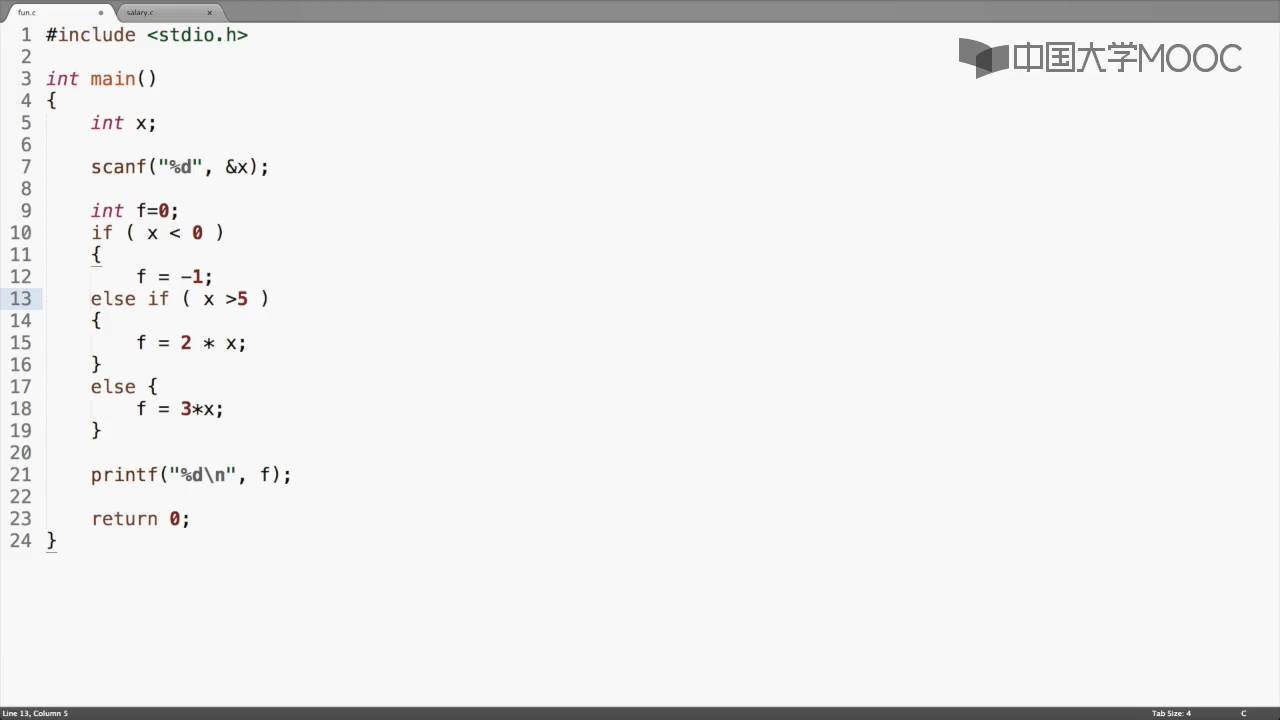 fun.c
salary.c
1 #include <stdio.h>
2
3 int main()
4 {
5 int x;
6
7 scanf("%d", &x);
8
9 int f=0;
10 if ( x < 0 )
11 {
12 f = -1;
13 else if ( x >5 )
14 {
15 f = 2 * x;
16 }
17 else {
18 f = 3*x;
19 }
20
21 printf("%d\n", f);
22
23 return 0;
24 }
中国大学MOOC
Line 13, Column 5
Tab Size: 4
C